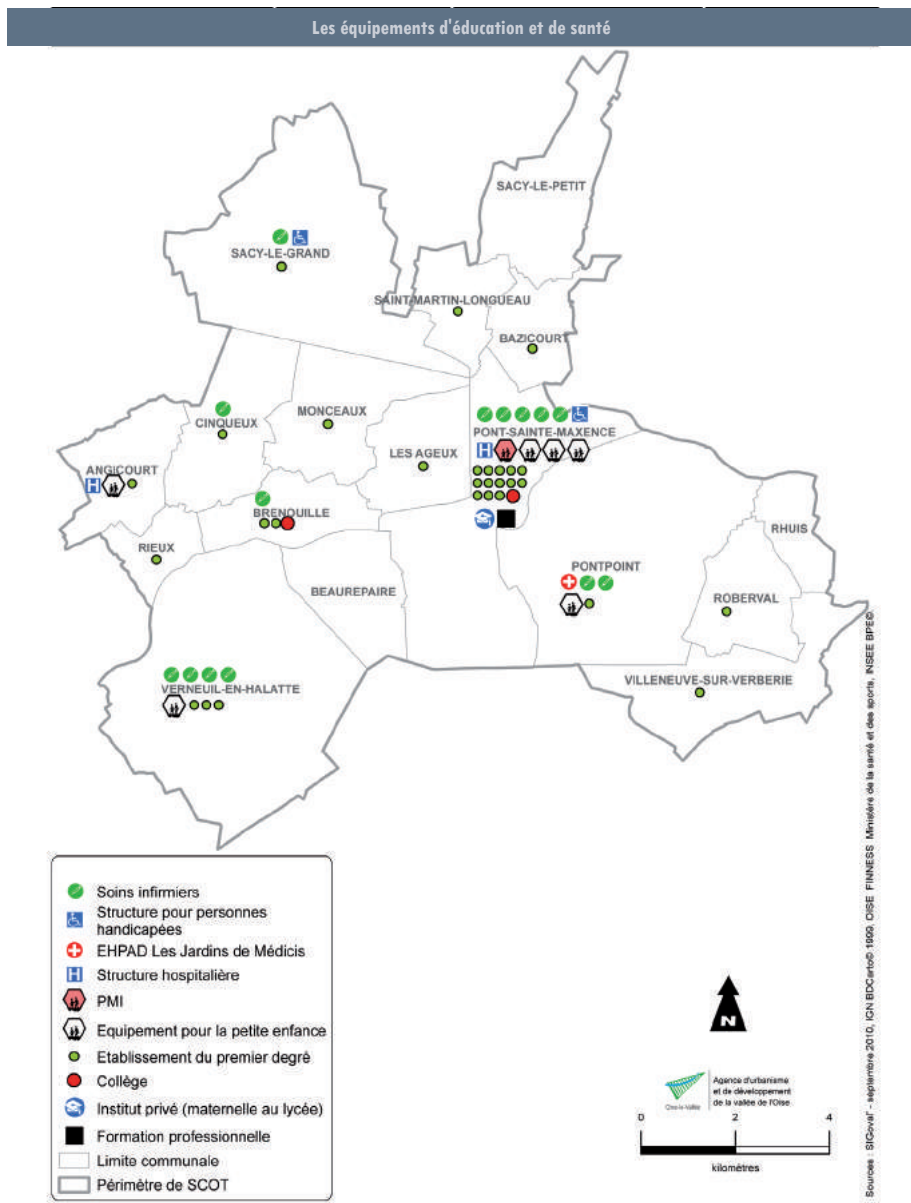 Les équipements d'éducation et de santé
SACY-LE-PETIT
SACY-LE-GRAND
SAINT-MARTIN-LONGUEAU
BAZICOURT
CINQUEUX
MONCEAUX
PONT-SAINTE-MAXENCE
LES AGEUX
ANGICOURT
H
H
BRENOUILLE
RHUIS
RIEUX
PONTPOINT
BEAUREPAIRE
ROBERVAL
VILLENEUVE-SUR-VERBERIE
VERNEUIL-EN-HALATTE
Soins infirmiers
Structure pour personnes
handicapées
EHPAD Les Jardins de Médicis
H Structure hospitalière
PMI
Equipement pour la petite enfance
Etablissement du premier degré
Collège
Institut privé (maternelle au lycée)
Formation professionnelle
Limite communale
Périmètre de SCOT
N
Oise-la-Vallée
Agence d'urbanisme
et de développement
de la vallée de l'Oise
0 2 4
kilomètres
Sources : SIGoval' - septembre 2010, IGN BDCarto© 1999, OISE FINNESS Ministère de la santé et des sports, INSEE BPE©